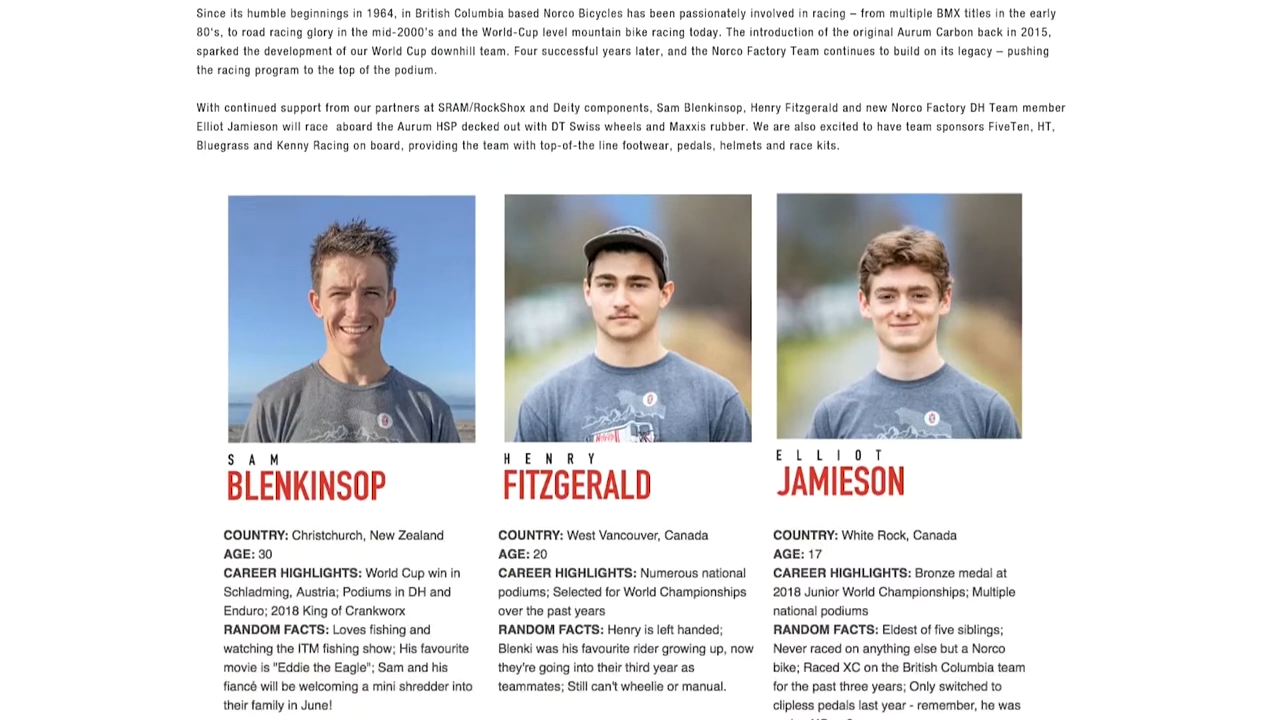 Since its humble beginnings in 1964, in British Columbia based Norco Bicycles has been passionately involved in racing – from multiple BMX titles in the early
80's, to road racing glory in the mid-2000's and the World-Cup level mountain bike racing today. The introduction of the original Aurum Carbon back in 2015,
sparked the development of our World Cup downhill team. Four successful years later, and the Norco Factory Team continues to build on its legacy – pushing
the racing program to the top of the podium.
With continued support from our partners at SRAM/RockShox and Deity components, Sam Blenkinsop, Henry Fitzgerald and new Norco Factory DH Team member
Elliot Jamieson will race aboard the Aurum HSP decked out with DT Swiss wheels and Maxxis rubber. We are also excited to have team sponsors FiveTen, HT,
Bluegrass and Kenny Racing on board, providing the team with top-of-the line footwear, pedals, helmets and race kits.
SAM
BLENKINSOP
COUNTRY: Christchurch, New Zealand
AGE: 30
CAREER HIGHLIGHTS: World Cup win in
Schladming, Austria; Podiums in DH and
Enduro; 2018 King of Crankworx
RANDOM FACTS: Loves fishing and
watching the ITM fishing show; His favourite
movie is "Eddie the Eagle"; Sam and his
fiancé will be welcoming a mini shredder into
their family in June!
HENRY
FITZGERALD
COUNTRY: West Vancouver, Canada
AGE: 20
CAREER HIGHLIGHTS: Numerous national
podiums; Selected for World Championships
over the past years
RANDOM FACTS: Henry is left handed;
Blenki was his favourite rider growing up, now
they're going into their third year as
teammates; Still can't wheelie or manual.
ELLIOT
JAMIESON
COUNTRY: White Rock, Canada
AGE: 17
CAREER HIGHLIGHTS: Bronze medal at
2018 Junior World Championships; Multiple
national podiums
RANDOM FACTS: Eldest of five siblings;
Never raced on anything else but a Norco
bike; Raced XC on the British Columbia team
for the past three years; Only switched to
clipless pedals last year - remember, he was